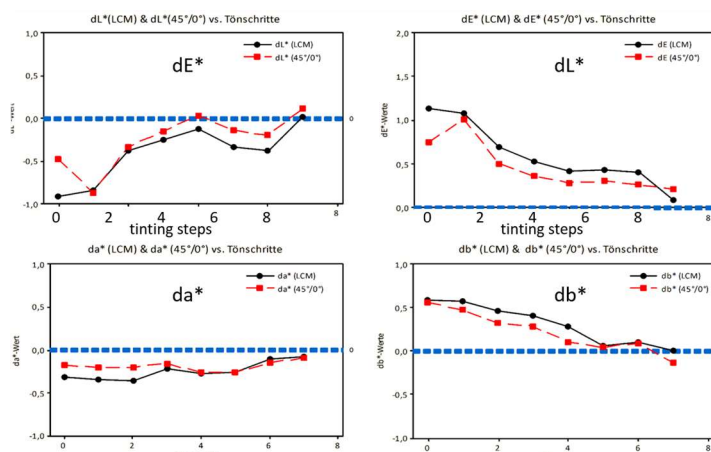 dL*(LCM) & dL*(45°/0°) vs. Tönschritte
1,0
0,5
0,0
-0,5
-1,0
-Wert
dE*
dL* (LCM)
dL* (45°/0°)
0
0 2 3 4 6 8 8
tinting steps
dE* (LCM) & dE* (45°/0°) vs. Tönschritte
2,0
1,5
1,0
0,5
0,0
dE*-Werte
dL*
dE (LCM)
dE (45°/0°)
0 2 4 6 8 8
tinting steps
da* (LCM) & da* (45°/0°) vs. Tönschritte
1,0
0,5
0,0
-0,5
-1,0
da*-Wert
da*
da* (LCM)
da* (45°/0°)
0
0 2 4 6 8
db* (LCM) & db* (45°/0°) vs. Tönschritte
1,0
0,5
0,0
-0,5
-1,0
db*-Werte
db*
db* (LCM)
db* (45°/0°)
0 2 4 6 8